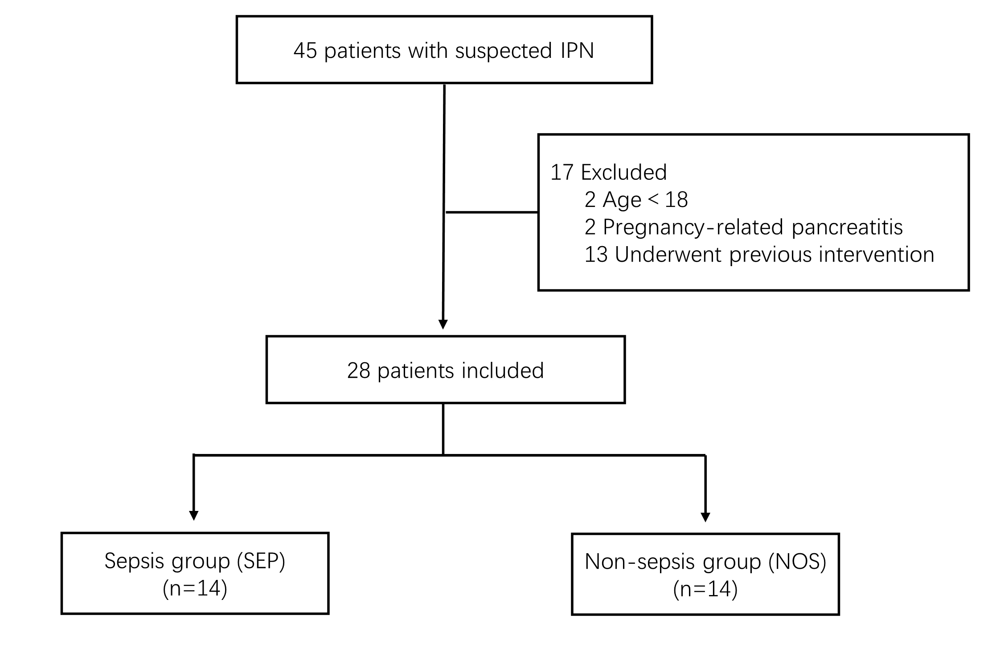 45 patients with suspected IPN
17 Excluded
2 Age < 18
2 Pregnancy-related pancreatitis
13 Underwent previous intervention
28 patients included
Sepsis group (SEP)
(n=14)
Non-sepsis group (NOS)
(n=14)